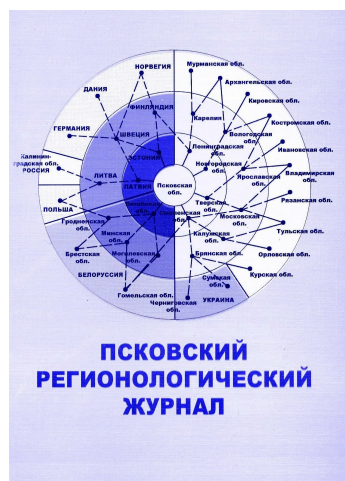 НОРВЕГИЯ
Мурманская обл.
ДАНИЯ
Архангельская обл.
ФИНЛЯНДИЯ
Кировская обл.
Карелия
Костромская обл.
ГЕРМАНИЯ
ШВЕЦИЯ
Вологодская
обл.
Ленинградская
обл.
Ивановская обл.
ЭСТОНИЯ
Калинин-
градская обл.
РОССИЯ
Новгородская
обл.
Ярославская
обл.
Владимирская
обл.
ЛИТВА
ЛАТВИЯ
Псковская
обл.
Рязанская обл.
ПОЛЬША
Тверская
обл.
Московская
обл.
Гродненская
обл.
Смоленская
обл.
Тульская обл.
Минская
обл.
Калужская
обл.
Брестская
обл.
Могилевская
обл.
Брянская
обл.
Орловская обл.
БЕЛОРУССИЯ
Сумская
обл.
Курская обл.
Гомельская обл.
Черниговская
обл.
УКРАИНА
ПСКОВСКИЙ
РЕГИОНОЛОГИЧЕСКИЙ
ЖУРНАЛ